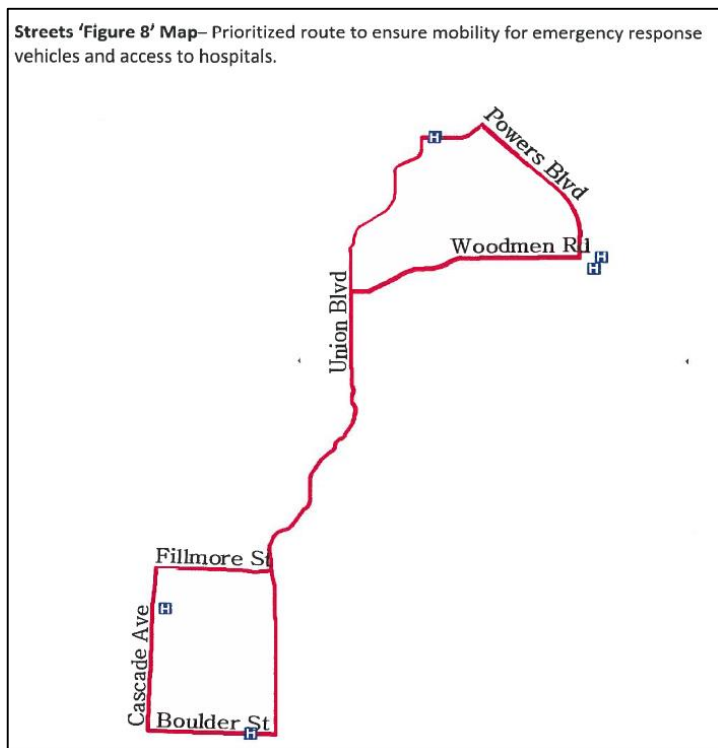 Streets ‘Figure 8’ Map– Prioritized route to ensure mobility for emergency response
vehicles and access to hospitals.
Powers Blvd
H
Woodmen Rd
H
H
Union Blvd
Fillmore St
H
Cascade Ave
Boulder St
H